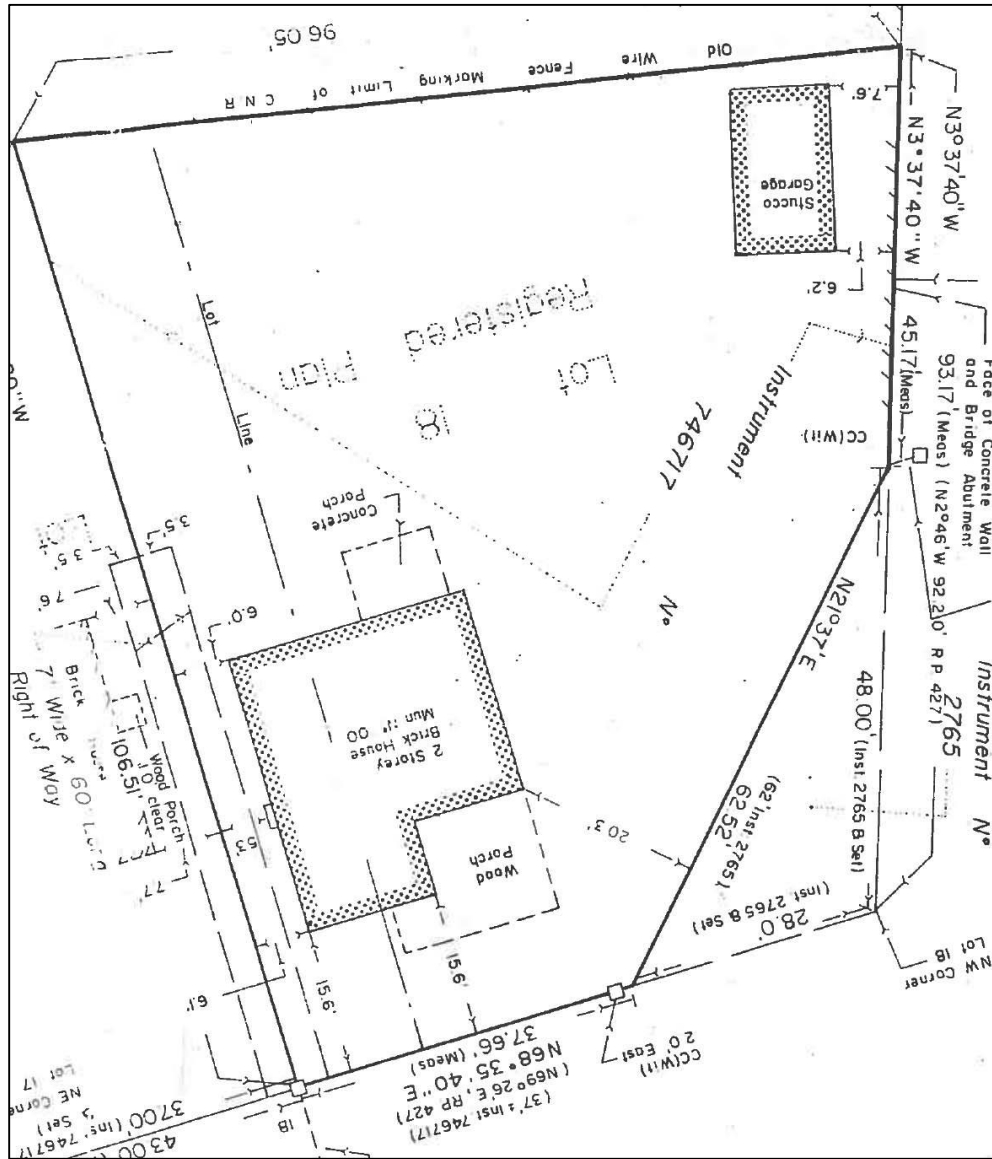 96.05'
Old Wire Fence Marking Limit of C N R
7.6'
N3°37'40"W
N3°37'40"W
Stucco
Garage
6.2'
Face of Concrete Wall
and Bridge Abutment
93.17' (Meas) (N2°46'W 92.20' R P 427)
45.17' (Meas)
CC(Wit)
Lot 18
Registered Plan
Instrument N°
746717
Lot Line
Concrete
Porch
3.5'
3.5'
7.6'
6.0'
Brick
7' Wide x 60' Long
Right of Way
106.51'
Wood Porch
clear
7.7
5.3'
2 Storey
Brick House
Mun N° 00
Wood
Porch
20.3'
N21°37'E
62.52'
(62' Inst. 2765)
48.00' (Inst. 2765 & Set)
Instrument N°
2765
28.0'
(Inst 2765 & Set)
NW Corner
Lot 18
CC(Wit)
2.0' East
15.6'
15.6'
6.1'
37.66' (Meas)
N68°35'40"E
(N69°26'E, RP 427)
(37'± Inst 746717)
18
NE Corner
Lot 17
37.00' (Inst. 746717
& Set)
43.00'